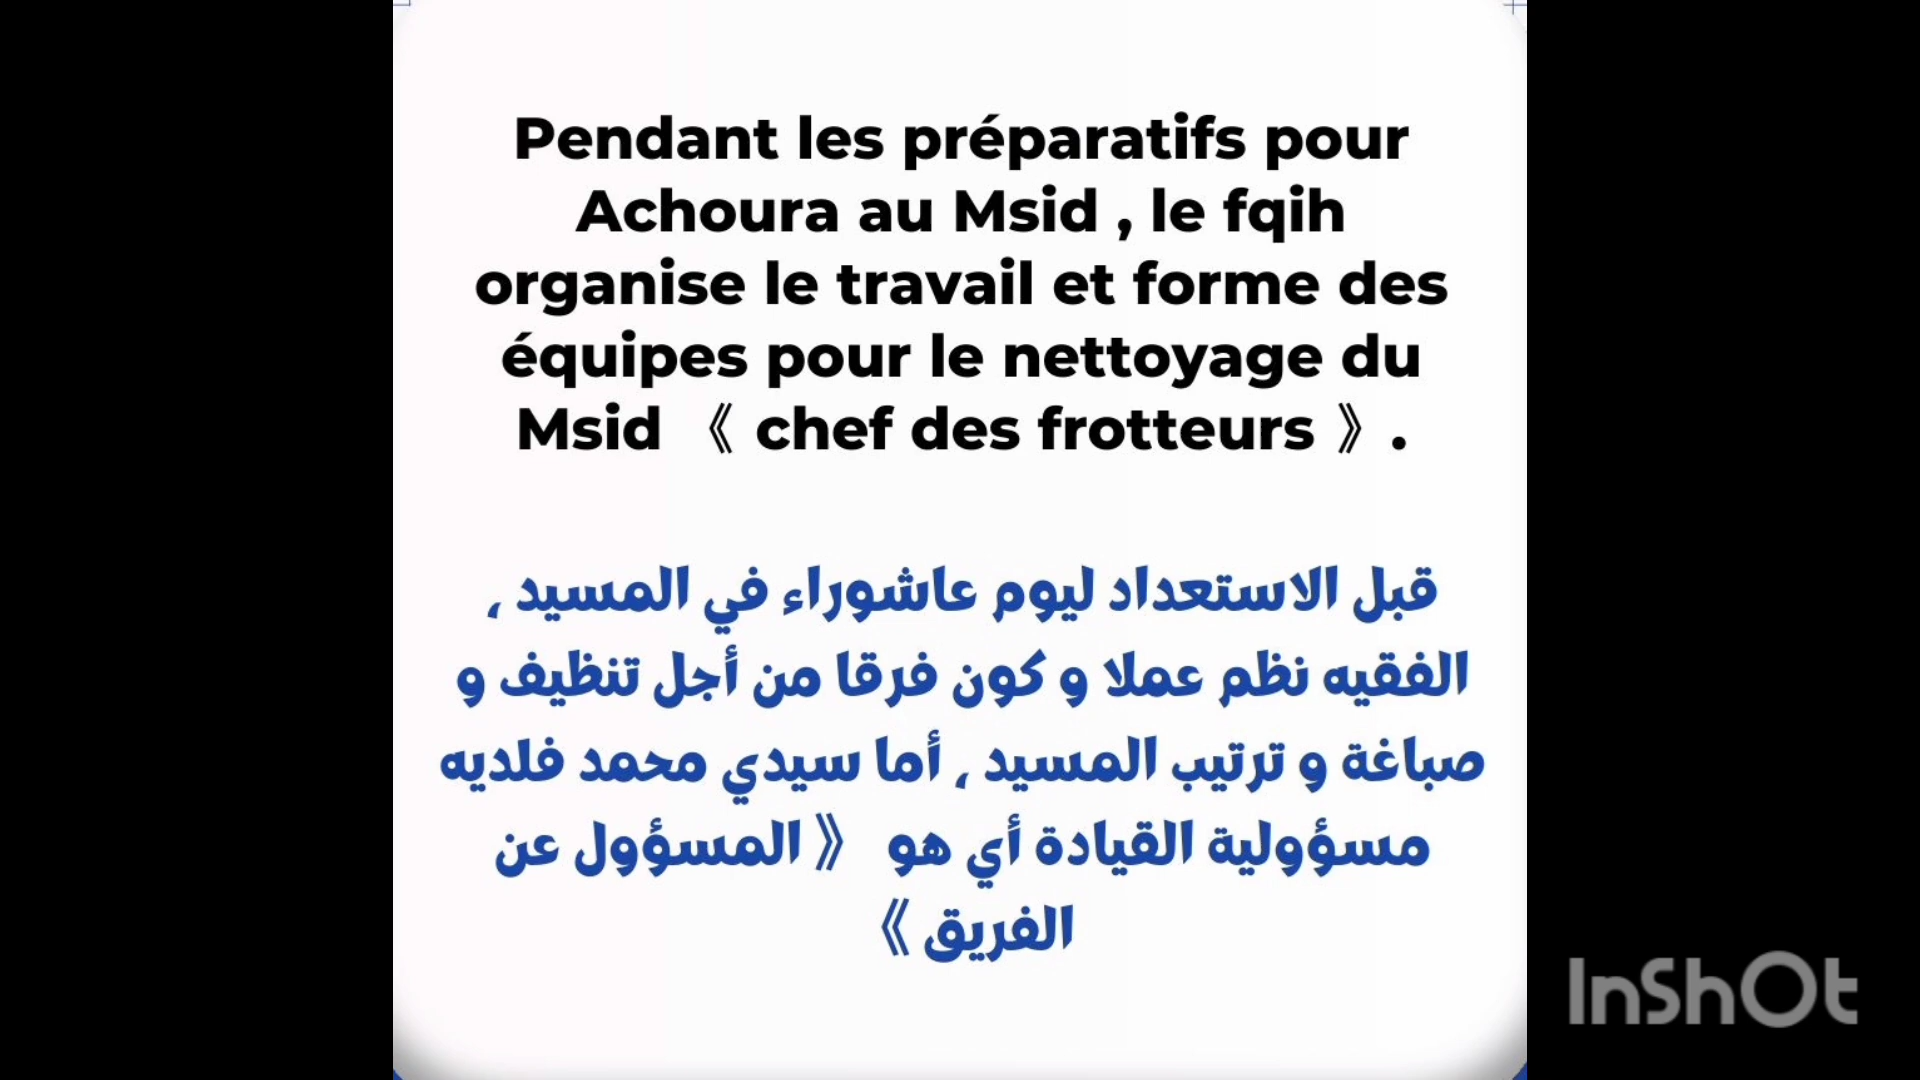 Pendant les préparatifs pour
Achoura au Msid , le fqih
organise le travail et forme des
équipes pour le nettoyage du
Msid 《 chef des frotteurs 》 .
قبل الاستعداد ليوم عاشوراء في المسيد ،
الفقيه نظم عملا و كون فرقا من أجل تنظيف و
صباغة و ترتيب المسيد ، أما سيدي محمد فلديه
مسؤولية القيادة أي هو 《 المسؤول عن
الفريق 》
InShOt